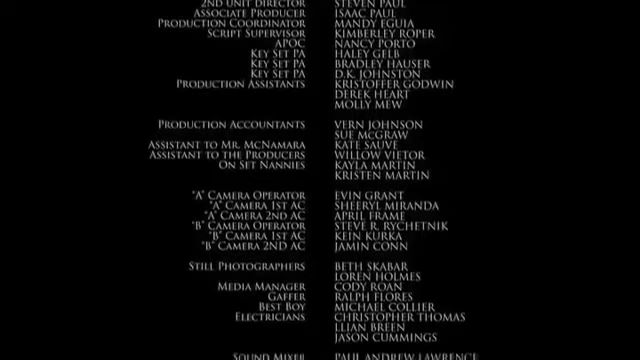 2nd Unit Director STEVEN PAUL
Associate Producer ISAAC PAUL
Production Coordinator MANDY EGUIA
Script Supervisor KIMBERLEY ROPER
APOC NANCY PORTO
Key Set PA HALEY GELB
Key Set PA BRADLEY HAUSER
Key Set PA D.K. JOHNSTON
Production Assistants KRISTOFFER GODWIN
DEREK HEART
MOLLY MEW
Production Accountants VERN JOHNSON
SUE McGRAW
Assistant to Mr. McNamara KATE SAUVE
Assistant to the Producers WILLOW VIETOR
On Set Nannies KAYLA MARTIN
KRISTEN MARTIN
"A" Camera Operator EVIN GRANT
"A" Camera 1st AC SHERYL MIRANDA
"A" Camera 2nd AC APRIL FRAME
"B" Camera Operator STEVE R. RYCHETNIK
"B" Camera 1st AC KEIN KURKA
"B" Camera 2nd AC JAMIN CONN
Still Photographers BETH SKABAR
LOREN HOLMES
Media Manager CODY ROAN
Gaffer RALPH FLORES
Best Boy MICHAEL COLLIER
Electricians CHRISTOPHER THOMAS
LLIAN BREEN
JASON CUMMINGS
Sound Mixer PAUL ANDREW LAWRENCE